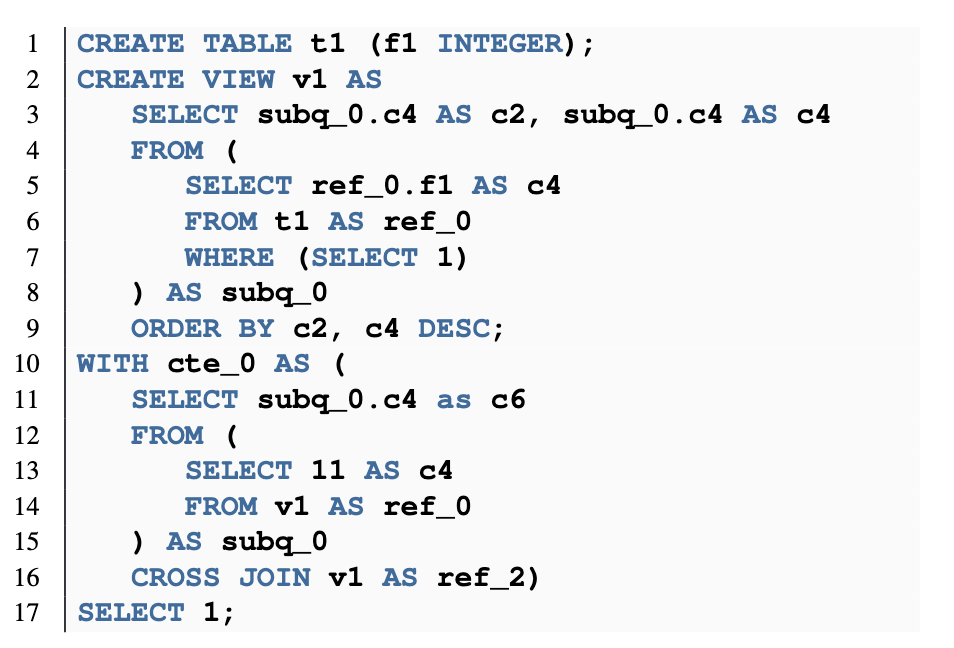 1 CREATE TABLE t1 (f1 INTEGER);
2 CREATE VIEW v1 AS
3 SELECT subq_0.c4 AS c2, subq_0.c4 AS c4
4 FROM (
5 SELECT ref_0.f1 AS c4
6 FROM t1 AS ref_0
7 WHERE (SELECT 1)
8 ) AS subq_0
9 ORDER BY c2, c4 DESC;
10 WITH cte_0 AS (
11 SELECT subq_0.c4 as c6
12 FROM (
13 SELECT 11 AS c4
14 FROM v1 AS ref_0
15 ) AS subq_0
16 CROSS JOIN v1 AS ref_2)
17 SELECT 1;